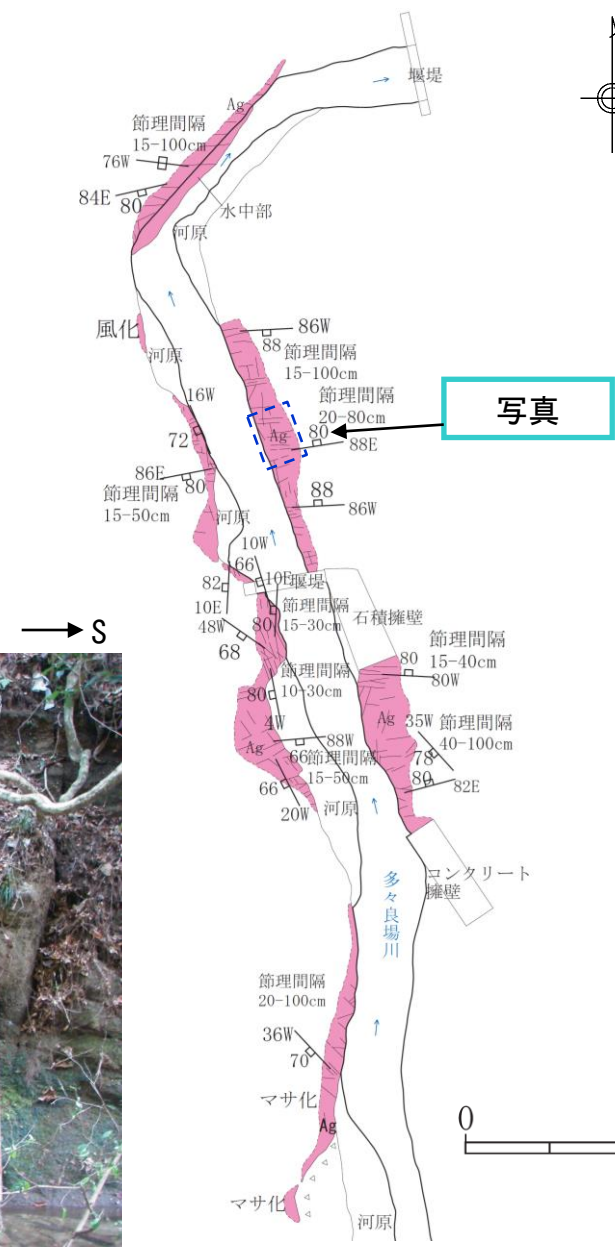 堰堤
Ag
節理間隔
15-100cm
76W
84E
80
水中部
河原
風化
河原
86W
88
節理間隔
15-100cm
節理間隔
20-80cm
Ag
80
88E
写真
16W
72
86E
80
節理間隔
15-50cm
河原
88
86W
10W
66
10E
堰堤
82
10E
80
節理間隔
15-30cm
石積擁壁
48W
68
S
節理間隔
10-30cm
80
4W
Ag
88W
66
節理間隔
15-50cm
66
20W
河原
80
節理間隔
15-40cm
80W
Ag
35W
節理間隔
40-100cm
78
80
82E
コンクリート
擁壁
多々良場川
節理間隔
20-100cm
36W
70
マサ化
Ag
マサ化
河原
0